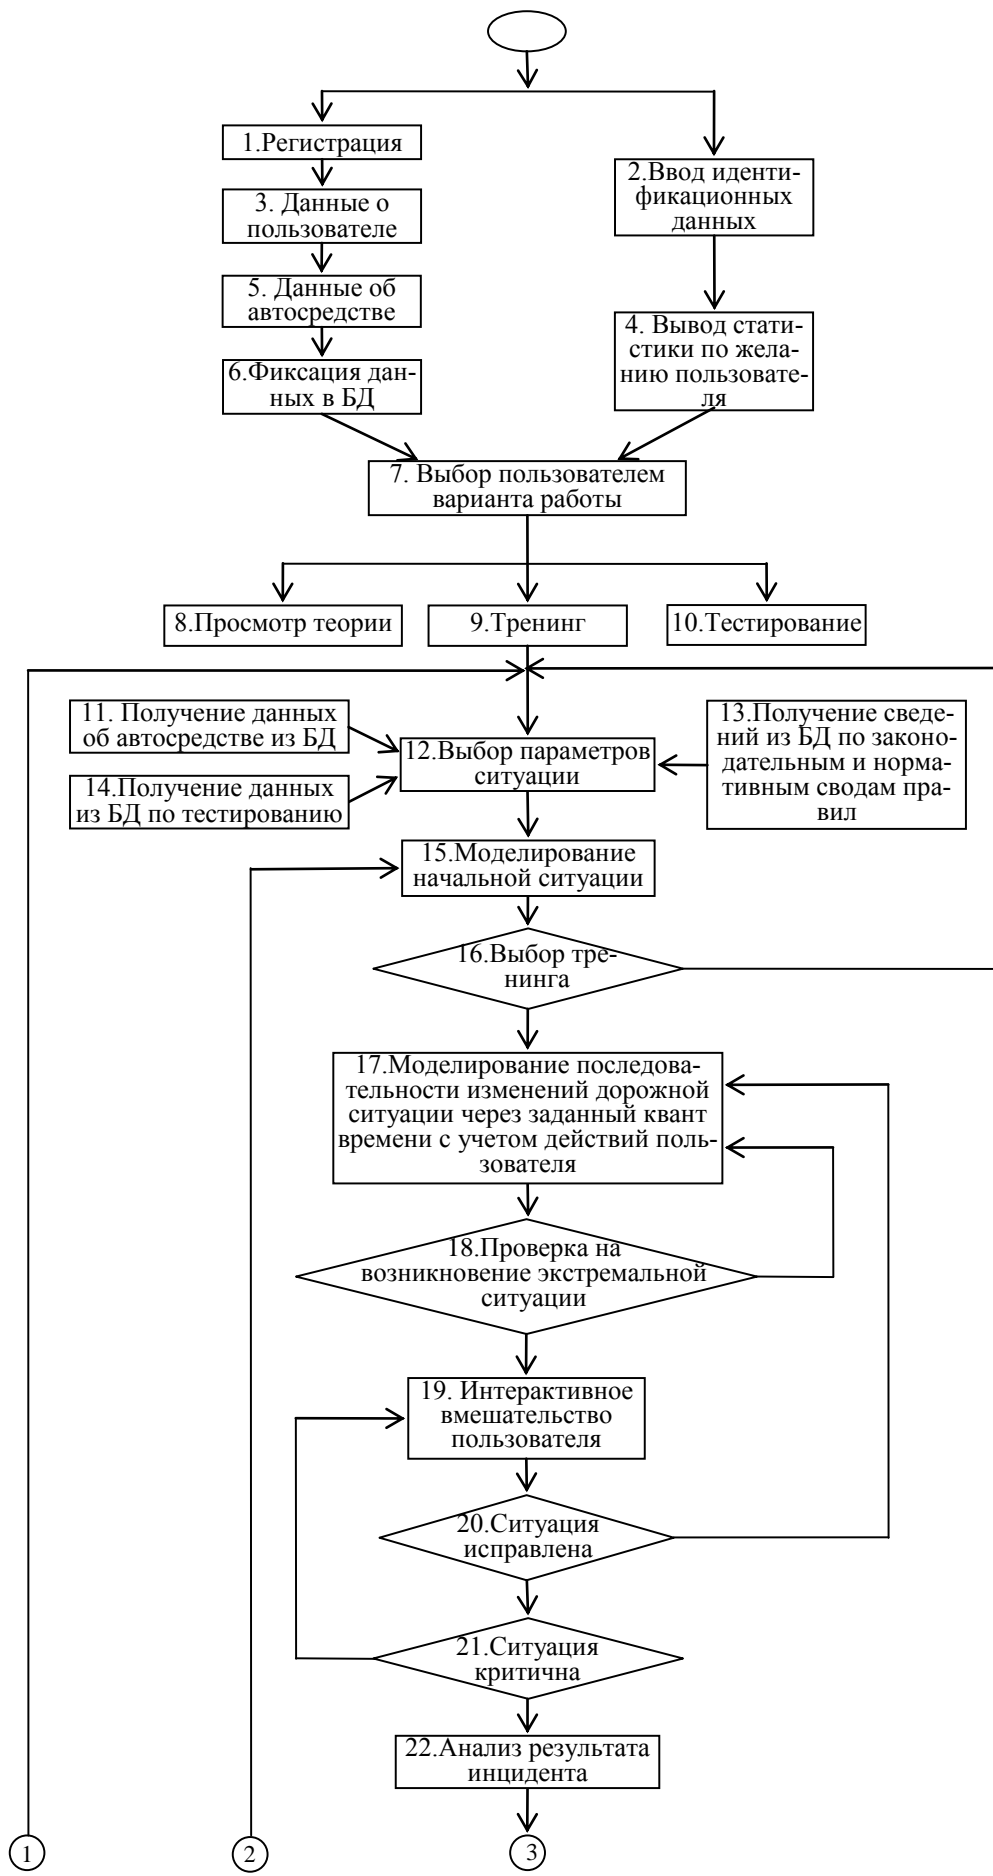 1.Регистрация
2.Ввод иденти-
фикационных
данных
3. Данные о
пользователе
5. Данные об
автосредстве
4. Вывод стати-
стики по жела-
нию пользовате-
ля
6.Фиксация дан-
ных в БД
7. Выбор пользователем
варианта работы
8.Просмотр теории
9.Тренинг
10.Тестирование
11. Получение данных
об автосредстве из БД
12.Выбор параметров
ситуации
13.Получение сведе-
ний из БД по законо-
дательным и норма-
тивным сводам пра-
вил
14.Получение данных
из БД по тестированию
15.Моделирование
начальной ситуации
16.Выбор тре-
нинга
17.Моделирование последова-
тельности изменений дорожной
ситуации через заданный квант
времени с учетом действий поль-
зователя
18.Проверка на
возникновение экстремальной
ситуации
19. Интерактивное
вмешательство
пользователя
20.Ситуация
исправлена
21.Ситуация
критична
22.Анализ результата
инцидента
1
2
3